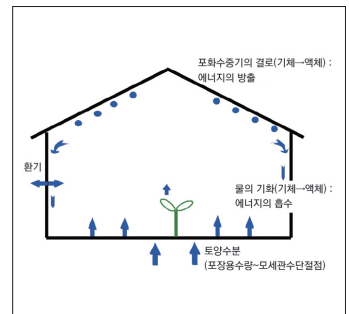 포화수증기의 결로(기체→액체) :
에너지의 방출
환기
물의 기화(기체→액체) :
에너지의 흡수
토양수분
(포장용수량~모세관수단절점)